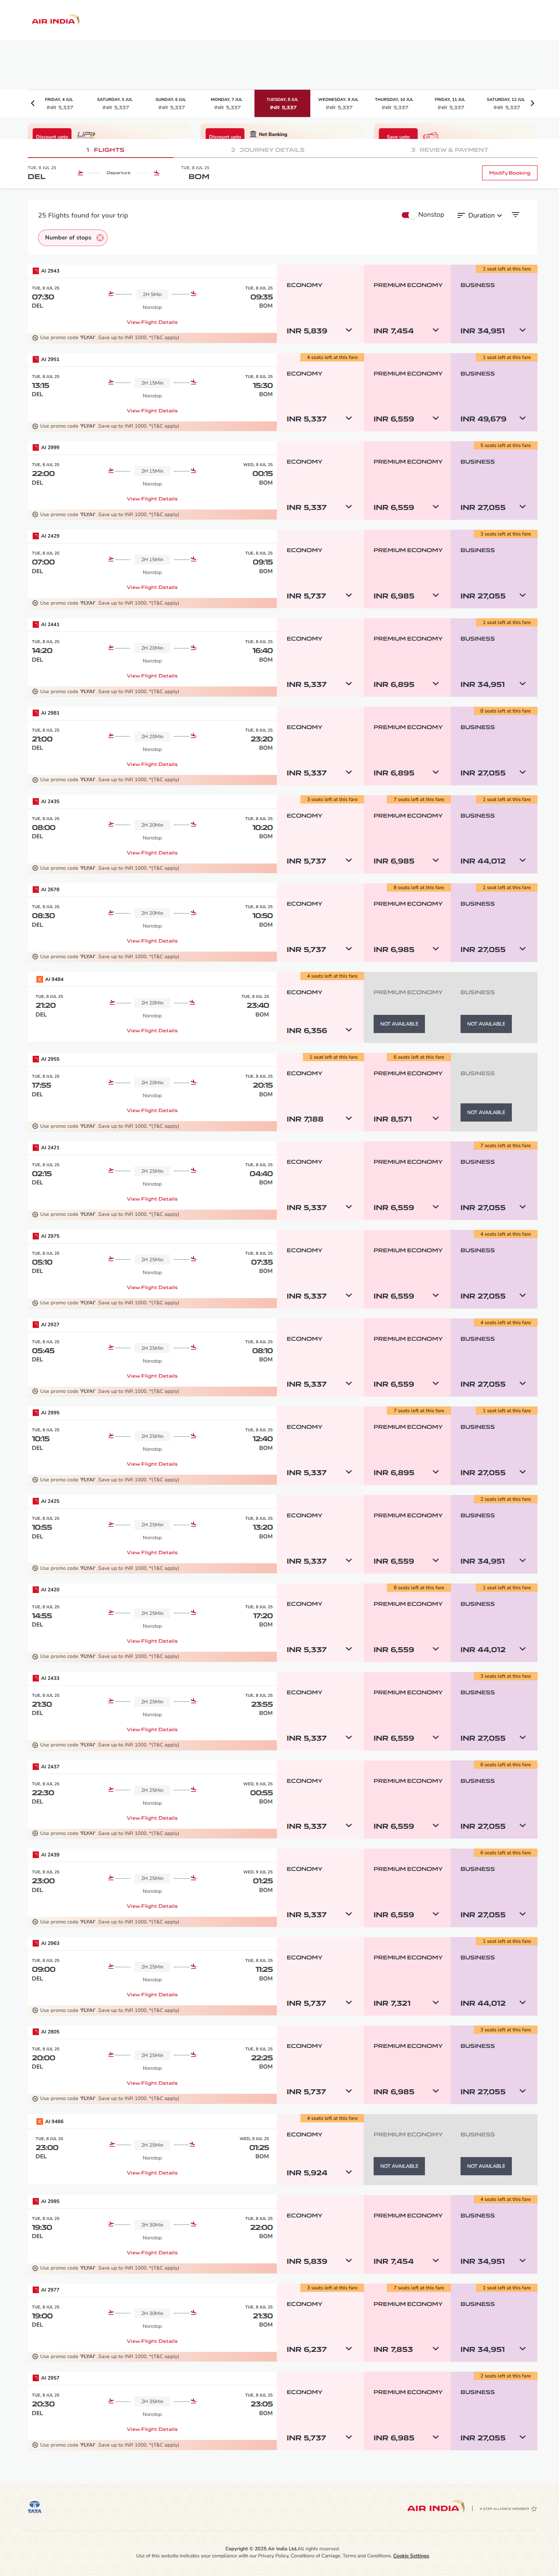 AIR INDIA
FRIDAY, 4 JUL
INR 5,337
SATURDAY, 5 JUL
INR 5,337
SUNDAY, 6 JUL
INR 5,337
MONDAY, 7 JUL
INR 5,337
TUESDAY, 8 JUL
INR 5,337
WEDNESDAY, 9 JUL
INR 5,337
THURSDAY, 10 JUL
INR 5,337
FRIDAY, 11 JUL
INR 5,337
SATURDAY, 12 JUL
INR 5,337
Discount upto
UPI
Discount upto
Net Banking
Save upto
1 FLIGHTS
2 JOURNEY DETAILS
3 REVIEW & PAYMENT
TUE, 8 JUL 25
DEL
Departure
TUE, 8 JUL 25
BOM
Modify Booking
25 Flights found for your trip
Nonstop
Duration
Number of stops
AI 2943
TUE, 8 JUL 25 TUE, 8 JUL 25
07:30 2H 5Min 09:35
DEL Nonstop BOM
View Flight Details
Use promo code 'FLYAI' .Save up to INR 1000. *(T&C apply)
1 seat left at this fare
ECONOMY PREMIUM ECONOMY BUSINESS
INR 5,839 INR 7,454 INR 34,951
AI 2951
TUE, 8 JUL 25 TUE, 8 JUL 25
13:15 2H 15Min 15:30
DEL Nonstop BOM
View Flight Details
Use promo code 'FLYAI' .Save up to INR 1000. *(T&C apply)
4 seats left at this fare 1 seat left at this fare
ECONOMY PREMIUM ECONOMY BUSINESS
INR 5,337 INR 6,559 INR 49,679
AI 2999
TUE, 8 JUL 25 WED, 9 JUL 25
22:00 2H 15Min 00:15
DEL Nonstop BOM
View Flight Details
Use promo code 'FLYAI' .Save up to INR 1000. *(T&C apply)
5 seats left at this fare
ECONOMY PREMIUM ECONOMY BUSINESS
INR 5,337 INR 6,559 INR 27,055
AI 2429
TUE, 8 JUL 25 TUE, 8 JUL 25
07:00 2H 15Min 09:15
DEL Nonstop BOM
View Flight Details
Use promo code 'FLYAI' .Save up to INR 1000. *(T&C apply)
3 seats left at this fare
ECONOMY PREMIUM ECONOMY BUSINESS
INR 5,737 INR 6,985 INR 27,055
AI 2441
TUE, 8 JUL 25 TUE, 8 JUL 25
14:20 2H 20Min 16:40
DEL Nonstop BOM
View Flight Details
Use promo code 'FLYAI' .Save up to INR 1000. *(T&C apply)
1 seat left at this fare
ECONOMY PREMIUM ECONOMY BUSINESS
INR 5,337 INR 6,895 INR 34,951
AI 2981
TUE, 8 JUL 25 TUE, 8 JUL 25
21:00 2H 20Min 23:20
DEL Nonstop BOM
View Flight Details
Use promo code 'FLYAI' .Save up to INR 1000. *(T&C apply)
8 seats left at this fare
ECONOMY PREMIUM ECONOMY BUSINESS
INR 5,337 INR 6,895 INR 27,055
AI 2435
TUE, 8 JUL 25 TUE, 8 JUL 25
08:00 2H 20Min 10:20
DEL Nonstop BOM
View Flight Details
Use promo code 'FLYAI' .Save up to INR 1000. *(T&C apply)
3 seats left at this fare 7 seats left at this fare 1 seat left at this fare
ECONOMY PREMIUM ECONOMY BUSINESS
INR 5,737 INR 6,985 INR 44,012
AI 2678
TUE, 8 JUL 25 TUE, 8 JUL 25
08:30 2H 20Min 10:50
DEL Nonstop BOM
View Flight Details
Use promo code 'FLYAI' .Save up to INR 1000. *(T&C apply)
8 seats left at this fare 1 seat left at this fare
ECONOMY PREMIUM ECONOMY BUSINESS
INR 5,737 INR 6,985 INR 27,055
AI 9484
TUE, 8 JUL 25 TUE, 8 JUL 25
21:20 2H 20Min 23:40
DEL Nonstop BOM
View Flight Details
4 seats left at this fare
ECONOMY PREMIUM ECONOMY BUSINESS
INR 6,356 NOT AVAILABLE NOT AVAILABLE
AI 2955
TUE, 8 JUL 25 TUE, 8 JUL 25
17:55 2H 20Min 20:15
DEL Nonstop BOM
View Flight Details
Use promo code 'FLYAI' .Save up to INR 1000. *(T&C apply)
1 seat left at this fare 6 seats left at this fare
ECONOMY PREMIUM ECONOMY BUSINESS
INR 7,188 INR 8,571 NOT AVAILABLE
AI 2421
TUE, 8 JUL 25 TUE, 8 JUL 25
02:15 2H 25Min 04:40
DEL Nonstop BOM
View Flight Details
Use promo code 'FLYAI' .Save up to INR 1000. *(T&C apply)
7 seats left at this fare
ECONOMY PREMIUM ECONOMY BUSINESS
INR 5,337 INR 6,559 INR 27,055
AI 2975
TUE, 8 JUL 25 TUE, 8 JUL 25
05:10 2H 25Min 07:35
DEL Nonstop BOM
View Flight Details
Use promo code 'FLYAI' .Save up to INR 1000. *(T&C apply)
4 seats left at this fare
ECONOMY PREMIUM ECONOMY BUSINESS
INR 5,337 INR 6,559 INR 27,055
AI 2927
TUE, 8 JUL 25 TUE, 8 JUL 25
05:45 2H 25Min 08:10
DEL Nonstop BOM
View Flight Details
Use promo code 'FLYAI' .Save up to INR 1000. *(T&C apply)
4 seats left at this fare
ECONOMY PREMIUM ECONOMY BUSINESS
INR 5,337 INR 6,559 INR 27,055
AI 2995
TUE, 8 JUL 25 TUE, 8 JUL 25
10:15 2H 25Min 12:40
DEL Nonstop BOM
View Flight Details
Use promo code 'FLYAI' .Save up to INR 1000. *(T&C apply)
7 seats left at this fare 1 seat left at this fare
ECONOMY PREMIUM ECONOMY BUSINESS
INR 5,337 INR 6,895 INR 27,055
AI 2425
TUE, 8 JUL 25 TUE, 8 JUL 25
10:55 2H 25Min 13:20
DEL Nonstop BOM
View Flight Details
Use promo code 'FLYAI' .Save up to INR 1000. *(T&C apply)
2 seats left at this fare
ECONOMY PREMIUM ECONOMY BUSINESS
INR 5,337 INR 6,559 INR 34,951
AI 2420
TUE, 8 JUL 25 TUE, 8 JUL 25
14:55 2H 25Min 17:20
DEL Nonstop BOM
View Flight Details
Use promo code 'FLYAI' .Save up to INR 1000. *(T&C apply)
8 seats left at this fare 1 seat left at this fare
ECONOMY PREMIUM ECONOMY BUSINESS
INR 5,337 INR 6,559 INR 44,012
AI 2433
TUE, 8 JUL 25 TUE, 8 JUL 25
21:30 2H 25Min 23:55
DEL Nonstop BOM
View Flight Details
Use promo code 'FLYAI' .Save up to INR 1000. *(T&C apply)
3 seats left at this fare
ECONOMY PREMIUM ECONOMY BUSINESS
INR 5,337 INR 6,559 INR 27,055
AI 2437
TUE, 8 JUL 25 WED, 9 JUL 25
22:30 2H 25Min 00:55
DEL Nonstop BOM
View Flight Details
Use promo code 'FLYAI' .Save up to INR 1000. *(T&C apply)
6 seats left at this fare
ECONOMY PREMIUM ECONOMY BUSINESS
INR 5,337 INR 6,559 INR 27,055
AI 2439
TUE, 8 JUL 25 WED, 9 JUL 25
23:00 2H 25Min 01:25
DEL Nonstop BOM
View Flight Details
Use promo code 'FLYAI' .Save up to INR 1000. *(T&C apply)
6 seats left at this fare
ECONOMY PREMIUM ECONOMY BUSINESS
INR 5,337 INR 6,559 INR 27,055
AI 2963
TUE, 8 JUL 25 TUE, 8 JUL 25
09:00 2H 25Min 11:25
DEL Nonstop BOM
View Flight Details
Use promo code 'FLYAI' .Save up to INR 1000. *(T&C apply)
1 seat left at this fare
ECONOMY PREMIUM ECONOMY BUSINESS
INR 5,737 INR 7,321 INR 44,012
AI 2805
TUE, 8 JUL 25 TUE, 8 JUL 25
20:00 2H 25Min 22:25
DEL Nonstop BOM
View Flight Details
Use promo code 'FLYAI' .Save up to INR 1000. *(T&C apply)
3 seats left at this fare
ECONOMY PREMIUM ECONOMY BUSINESS
INR 5,737 INR 6,985 INR 27,055
AI 9486
TUE, 8 JUL 25 WED, 9 JUL 25
23:00 2H 25Min 01:25
DEL Nonstop BOM
View Flight Details
4 seats left at this fare
ECONOMY PREMIUM ECONOMY BUSINESS
INR 5,924 NOT AVAILABLE NOT AVAILABLE
AI 2985
TUE, 8 JUL 25 TUE, 8 JUL 25
19:30 2H 30Min 22:00
DEL Nonstop BOM
View Flight Details
Use promo code 'FLYAI' .Save up to INR 1000. *(T&C apply)
4 seats left at this fare
ECONOMY PREMIUM ECONOMY BUSINESS
INR 5,839 INR 7,454 INR 34,951
AI 2977
TUE, 8 JUL 25 TUE, 8 JUL 25
19:00 2H 30Min 21:30
DEL Nonstop BOM
View Flight Details
Use promo code 'FLYAI' .Save up to INR 1000. *(T&C apply)
3 seats left at this fare 7 seats left at this fare 1 seat left at this fare
ECONOMY PREMIUM ECONOMY BUSINESS
INR 6,237 INR 7,853 INR 34,951
AI 2957
TUE, 8 JUL 25 TUE, 8 JUL 25
20:30 2H 35Min 23:05
DEL Nonstop BOM
View Flight Details
Use promo code 'FLYAI' .Save up to INR 1000. *(T&C apply)
2 seats left at this fare
ECONOMY PREMIUM ECONOMY BUSINESS
INR 5,737 INR 6,985 INR 27,055
TATA
AIR INDIA
A STAR ALLIANCE MEMBER
Copyright © 2025 Air India Ltd.All rights reserved.
Use of this website indicates your compliance with our Privacy Policy, Conditions of Carriage, Terms and Conditions. Cookie Settings